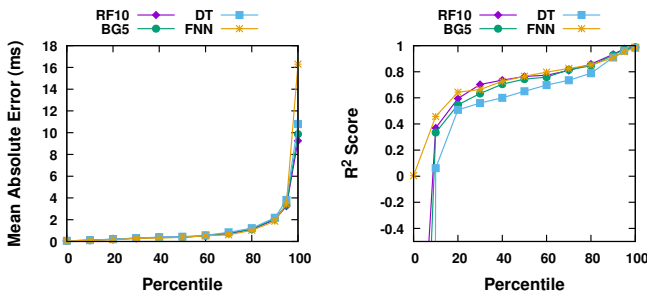 RF10 DT
BG5 FNN
Mean Absolute Error (ms)
18
16
14
12
10
8
6
4
2
0
0 20 40 60 80 100
Percentile
RF10 DT
BG5 FNN
R² Score
1
0.8
0.6
0.4
0.2
0
-0.2
-0.4
0 20 40 60 80 100
Percentile